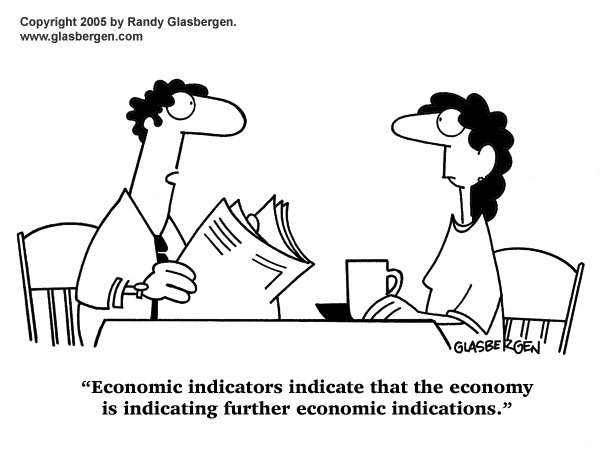 Copyright 2005 by Randy Glasbergen.
www.glasbergen.com
GLASBERGEN
“Economic indicators indicate that the economy
is indicating further economic indications.”